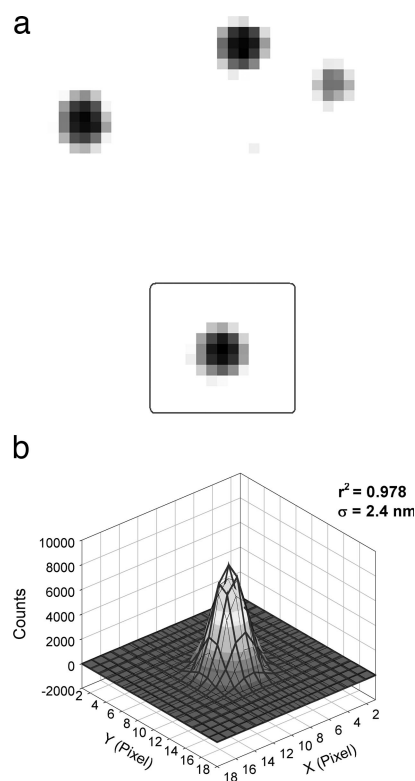 a
b
r² = 0.978
σ = 2.4 nm
10000
8000
6000
4000
2000
0
-2000
Counts
2 4 6 8 10 12 14 16 18
Y (Pixel)
18 16 14 12 10 8 6 4 2
X (Pixel)